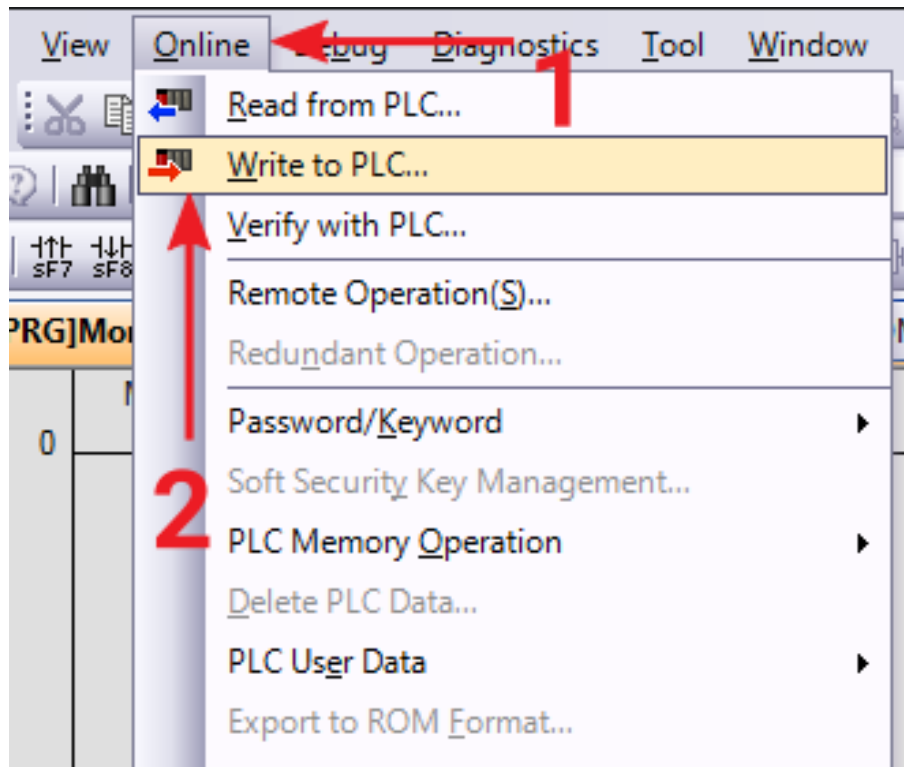 View Online Debug Diagnostics Tool Window
1
Read from PLC...
Write to PLC...
Verify with PLC...
sF7 sF8
Remote Operation(S)...
PRG]Mo
Redundant Operation...
Password/Keyword
0
Soft Security Key Management...
2
PLC Memory Operation
Delete PLC Data...
PLC User Data
Export to ROM Format...